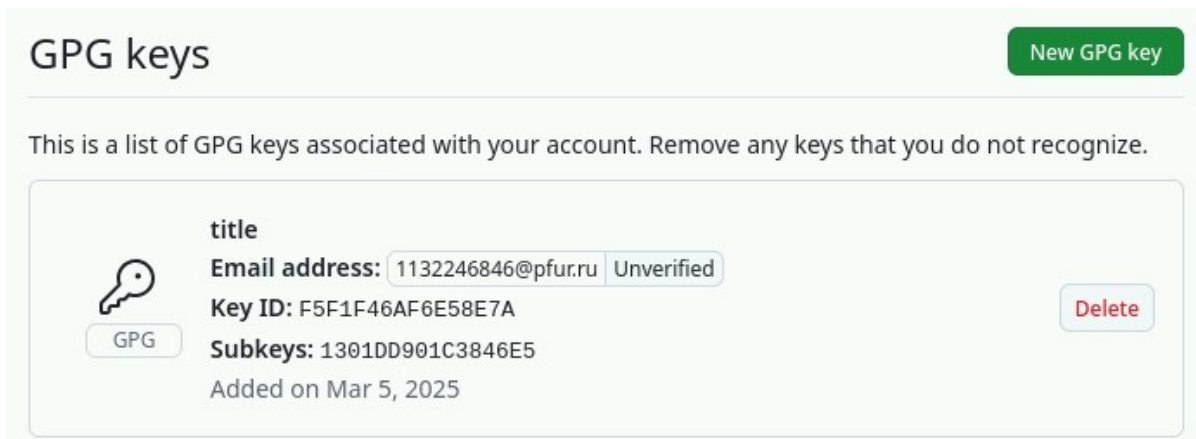 GPG keys
New GPG key
This is a list of GPG keys associated with your account. Remove any keys that you do not recognize.
title
Email address: 1132246846@pfur.ru Unverified
Key ID: F5F1F46AF6E58E7A
GPG
Subkeys: 1301DD901C3846E5
Added on Mar 5, 2025
Delete